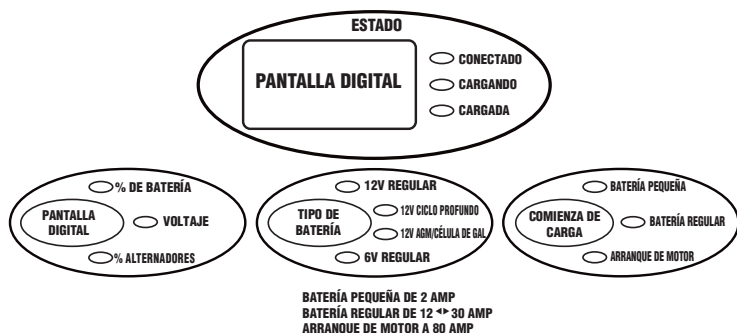 ESTADO
PANTALLA DIGITAL
CONECTADO
CARGANDO
CARGADA
% DE BATERÍA
PANTALLA
DIGITAL
VOLTAJE
% ALTERNADORES
12V REGULAR
TIPO DE
BATERÍA
12V CICLO PROFUNDO
12V AGM/CÉLULA DE GAL
6V REGULAR
BATERÍA PEQUEÑA
COMIENZA DE
CARGA
BATERÍA REGULAR
ARRANQUE DE MOTOR
BATERÍA PEQUEÑA DE 2 AMP
BATERÍA REGULAR DE 12 ◂▸ 30 AMP
ARRANQUE DE MOTOR A 80 AMP